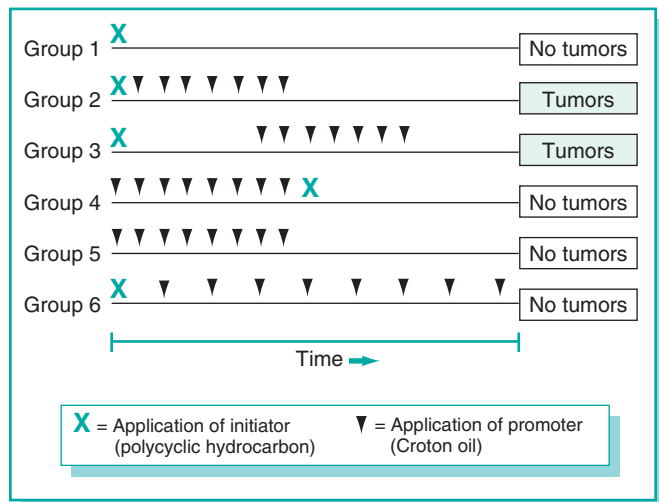 Group 1 X No tumors
Group 2 X Tumors
Group 3 X Tumors
Group 4 X No tumors
Group 5 No tumors
Group 6 X No tumors
Time
X = Application of initiator (polycyclic hydrocarbon)
= Application of promoter (Croton oil)